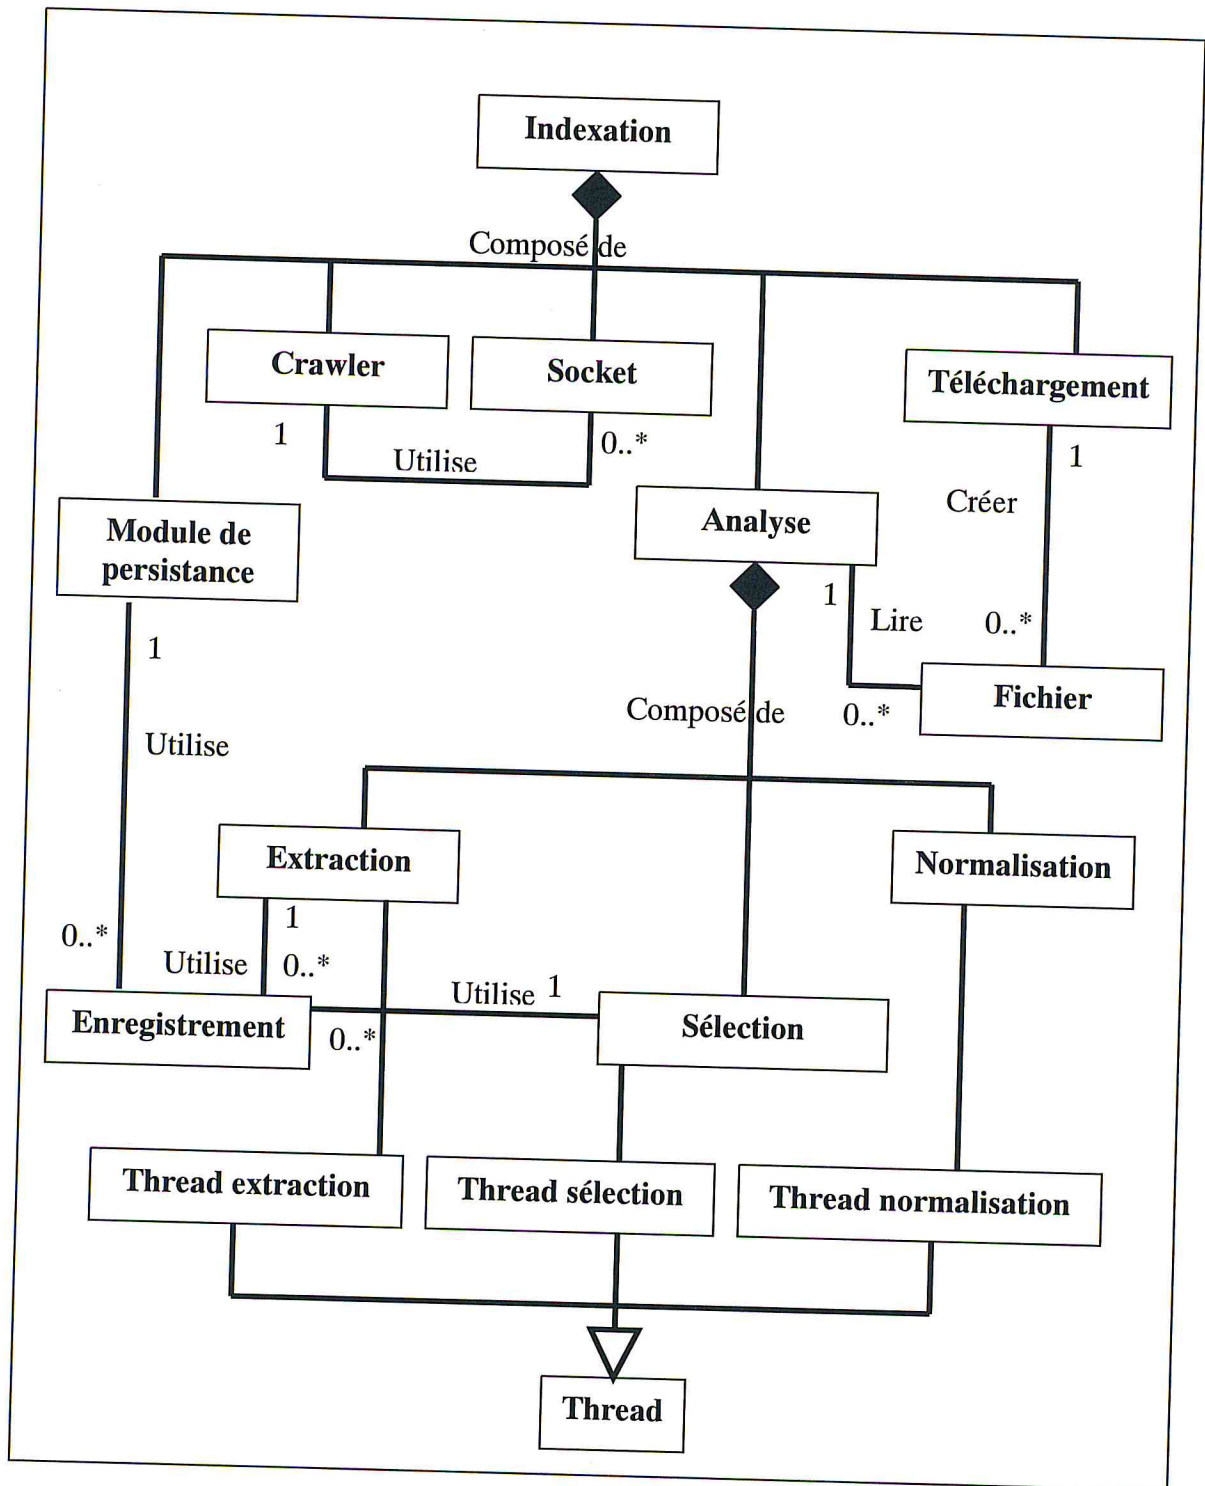 Indexation
Composé de
Crawler
Socket
Téléchargement
1
Utilise
0..*
1
Créer
Module de
persistance
Analyse
1
Lire
0..*
1
Composé de
0..*
Fichier
Utilise
Extraction
Normalisation
1
0..*
Utilise
0..*
Utilise
1
Enregistrement
0..*
Sélection
Thread extraction
Thread sélection
Thread normalisation
Thread